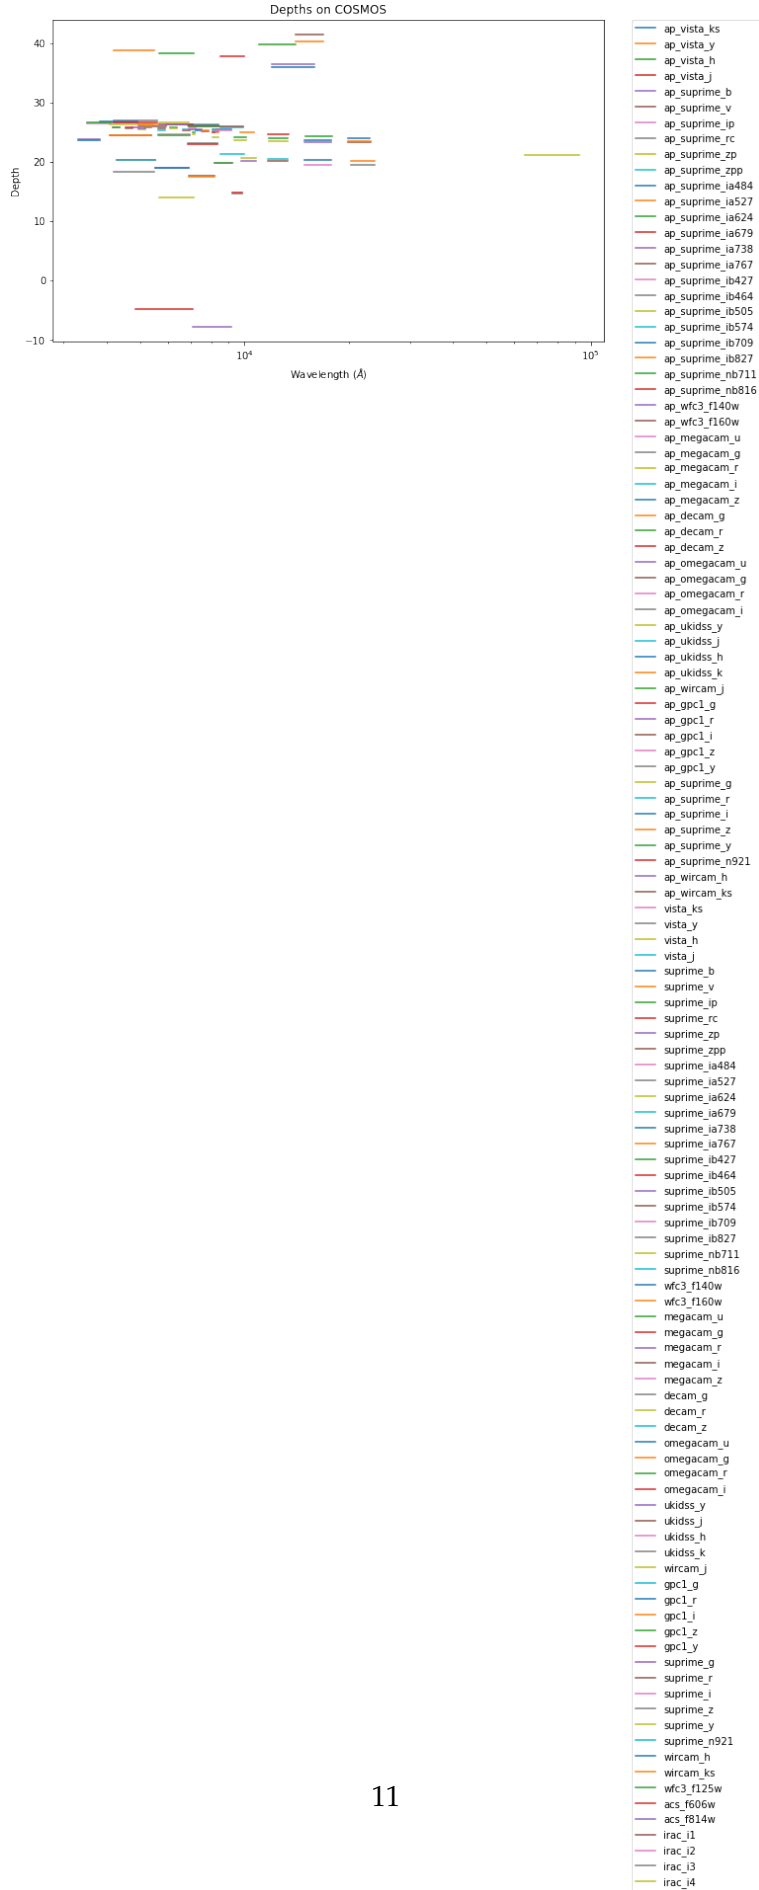 Depths on COSMOS
40
30
20
10
0
−10
Depth
10⁴
10⁵
Wavelength (Å)
ap_vista_ks
ap_vista_y
ap_vista_h
ap_vista_j
ap_suprime_b
ap_suprime_v
ap_suprime_ip
ap_suprime_rc
ap_suprime_zp
ap_suprime_zpp
ap_suprime_ia484
ap_suprime_ia527
ap_suprime_ia624
ap_suprime_ia679
ap_suprime_ia738
ap_suprime_ia767
ap_suprime_ib427
ap_suprime_ib464
ap_suprime_ib505
ap_suprime_ib574
ap_suprime_ib709
ap_suprime_ib827
ap_suprime_nb711
ap_suprime_nb816
ap_wfc3_f140w
ap_wfc3_f160w
ap_megacam_u
ap_megacam_g
ap_megacam_r
ap_megacam_i
ap_megacam_z
ap_decam_g
ap_decam_r
ap_decam_z
ap_omegacam_u
ap_omegacam_g
ap_omegacam_r
ap_omegacam_i
ap_ukidss_y
ap_ukidss_j
ap_ukidss_h
ap_ukidss_k
ap_wircam_j
ap_gpc1_g
ap_gpc1_r
ap_gpc1_i
ap_gpc1_z
ap_gpc1_y
ap_suprime_g
ap_suprime_r
ap_suprime_i
ap_suprime_z
ap_suprime_y
ap_suprime_n921
ap_wircam_h
ap_wircam_ks
vista_ks
vista_y
vista_h
vista_j
suprime_b
suprime_v
suprime_ip
suprime_rc
suprime_zp
suprime_zpp
suprime_ia484
suprime_ia527
suprime_ia624
suprime_ia679
suprime_ia738
suprime_ia767
suprime_ib427
suprime_ib464
suprime_ib505
suprime_ib574
suprime_ib709
suprime_ib827
suprime_nb711
suprime_nb816
wfc3_f140w
wfc3_f160w
megacam_u
megacam_g
megacam_r
megacam_i
megacam_z
decam_g
decam_r
decam_z
omegacam_u
omegacam_g
omegacam_r
omegacam_i
ukidss_y
ukidss_j
ukidss_h
ukidss_k
wircam_j
gpc1_g
gpc1_r
gpc1_i
gpc1_z
gpc1_y
suprime_g
suprime_r
suprime_i
suprime_z
suprime_y
suprime_n921
wircam_h
wircam_ks
wfc3_f125w
acs_f606w
acs_f814w
irac_i1
irac_i2
irac_i3
irac_i4
11